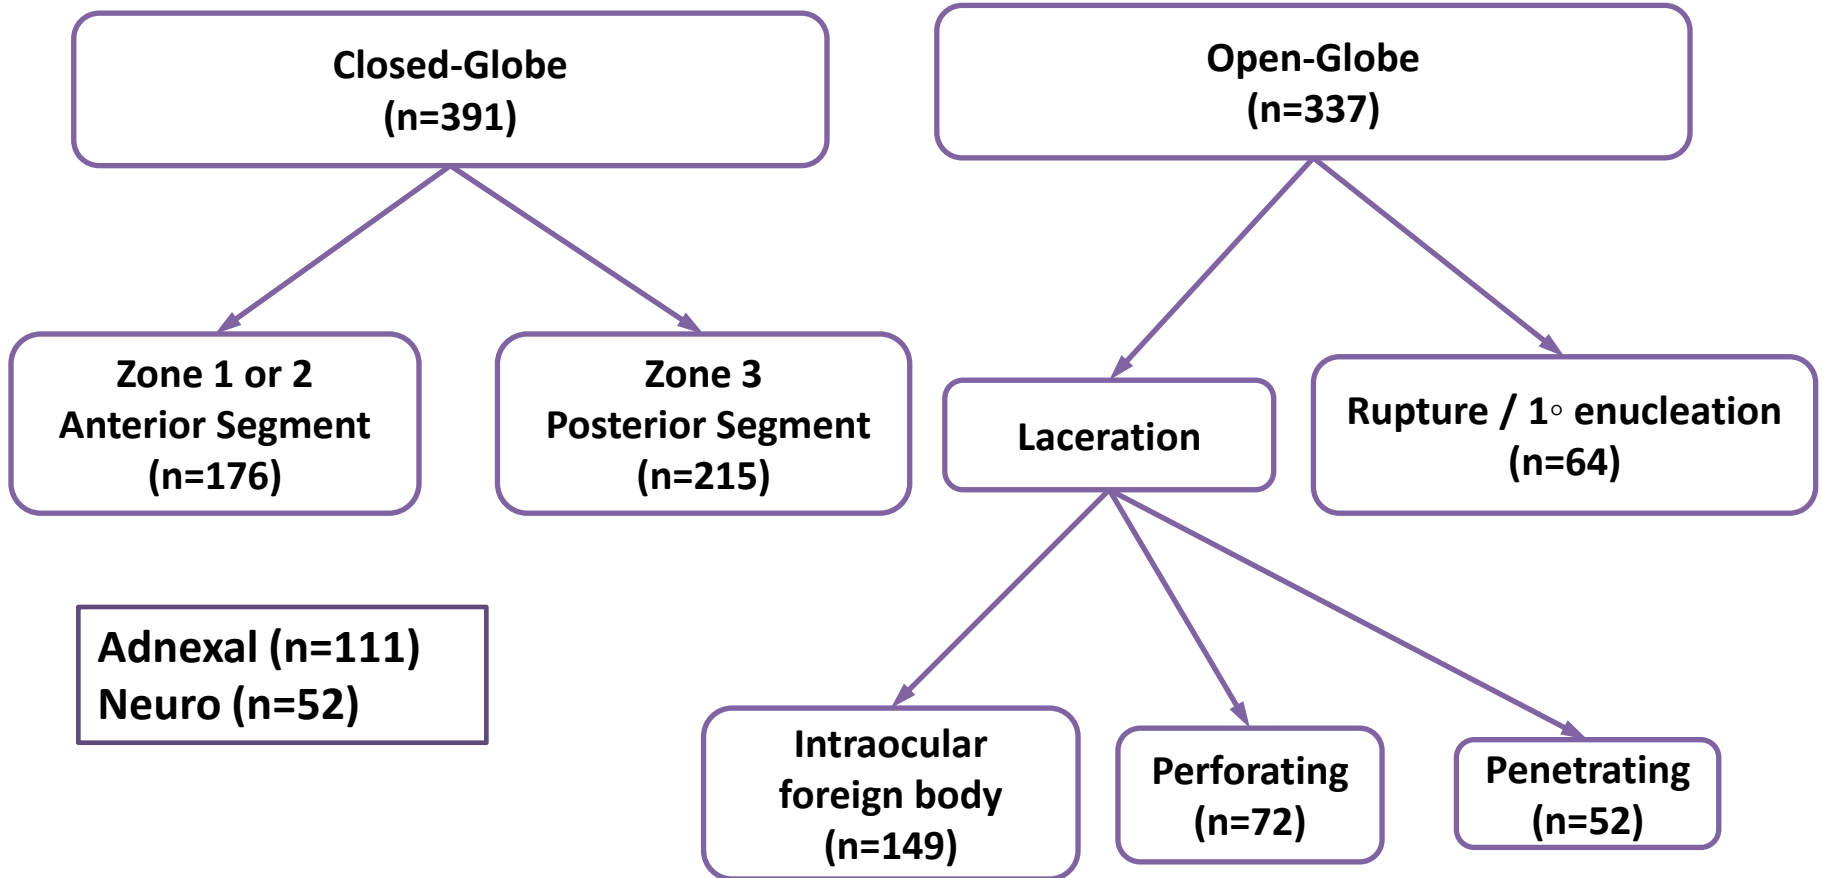 Closed-Globe
(n=391)
Open-Globe
(n=337)
Zone 1 or 2
Anterior Segment
(n=176)
Zone 3
Posterior Segment
(n=215)
Laceration
Rupture / 1◦ enucleation
(n=64)
Adnexal (n=111)
Neuro (n=52)
Intraocular
foreign body
(n=149)
Perforating
(n=72)
Penetrating
(n=52)